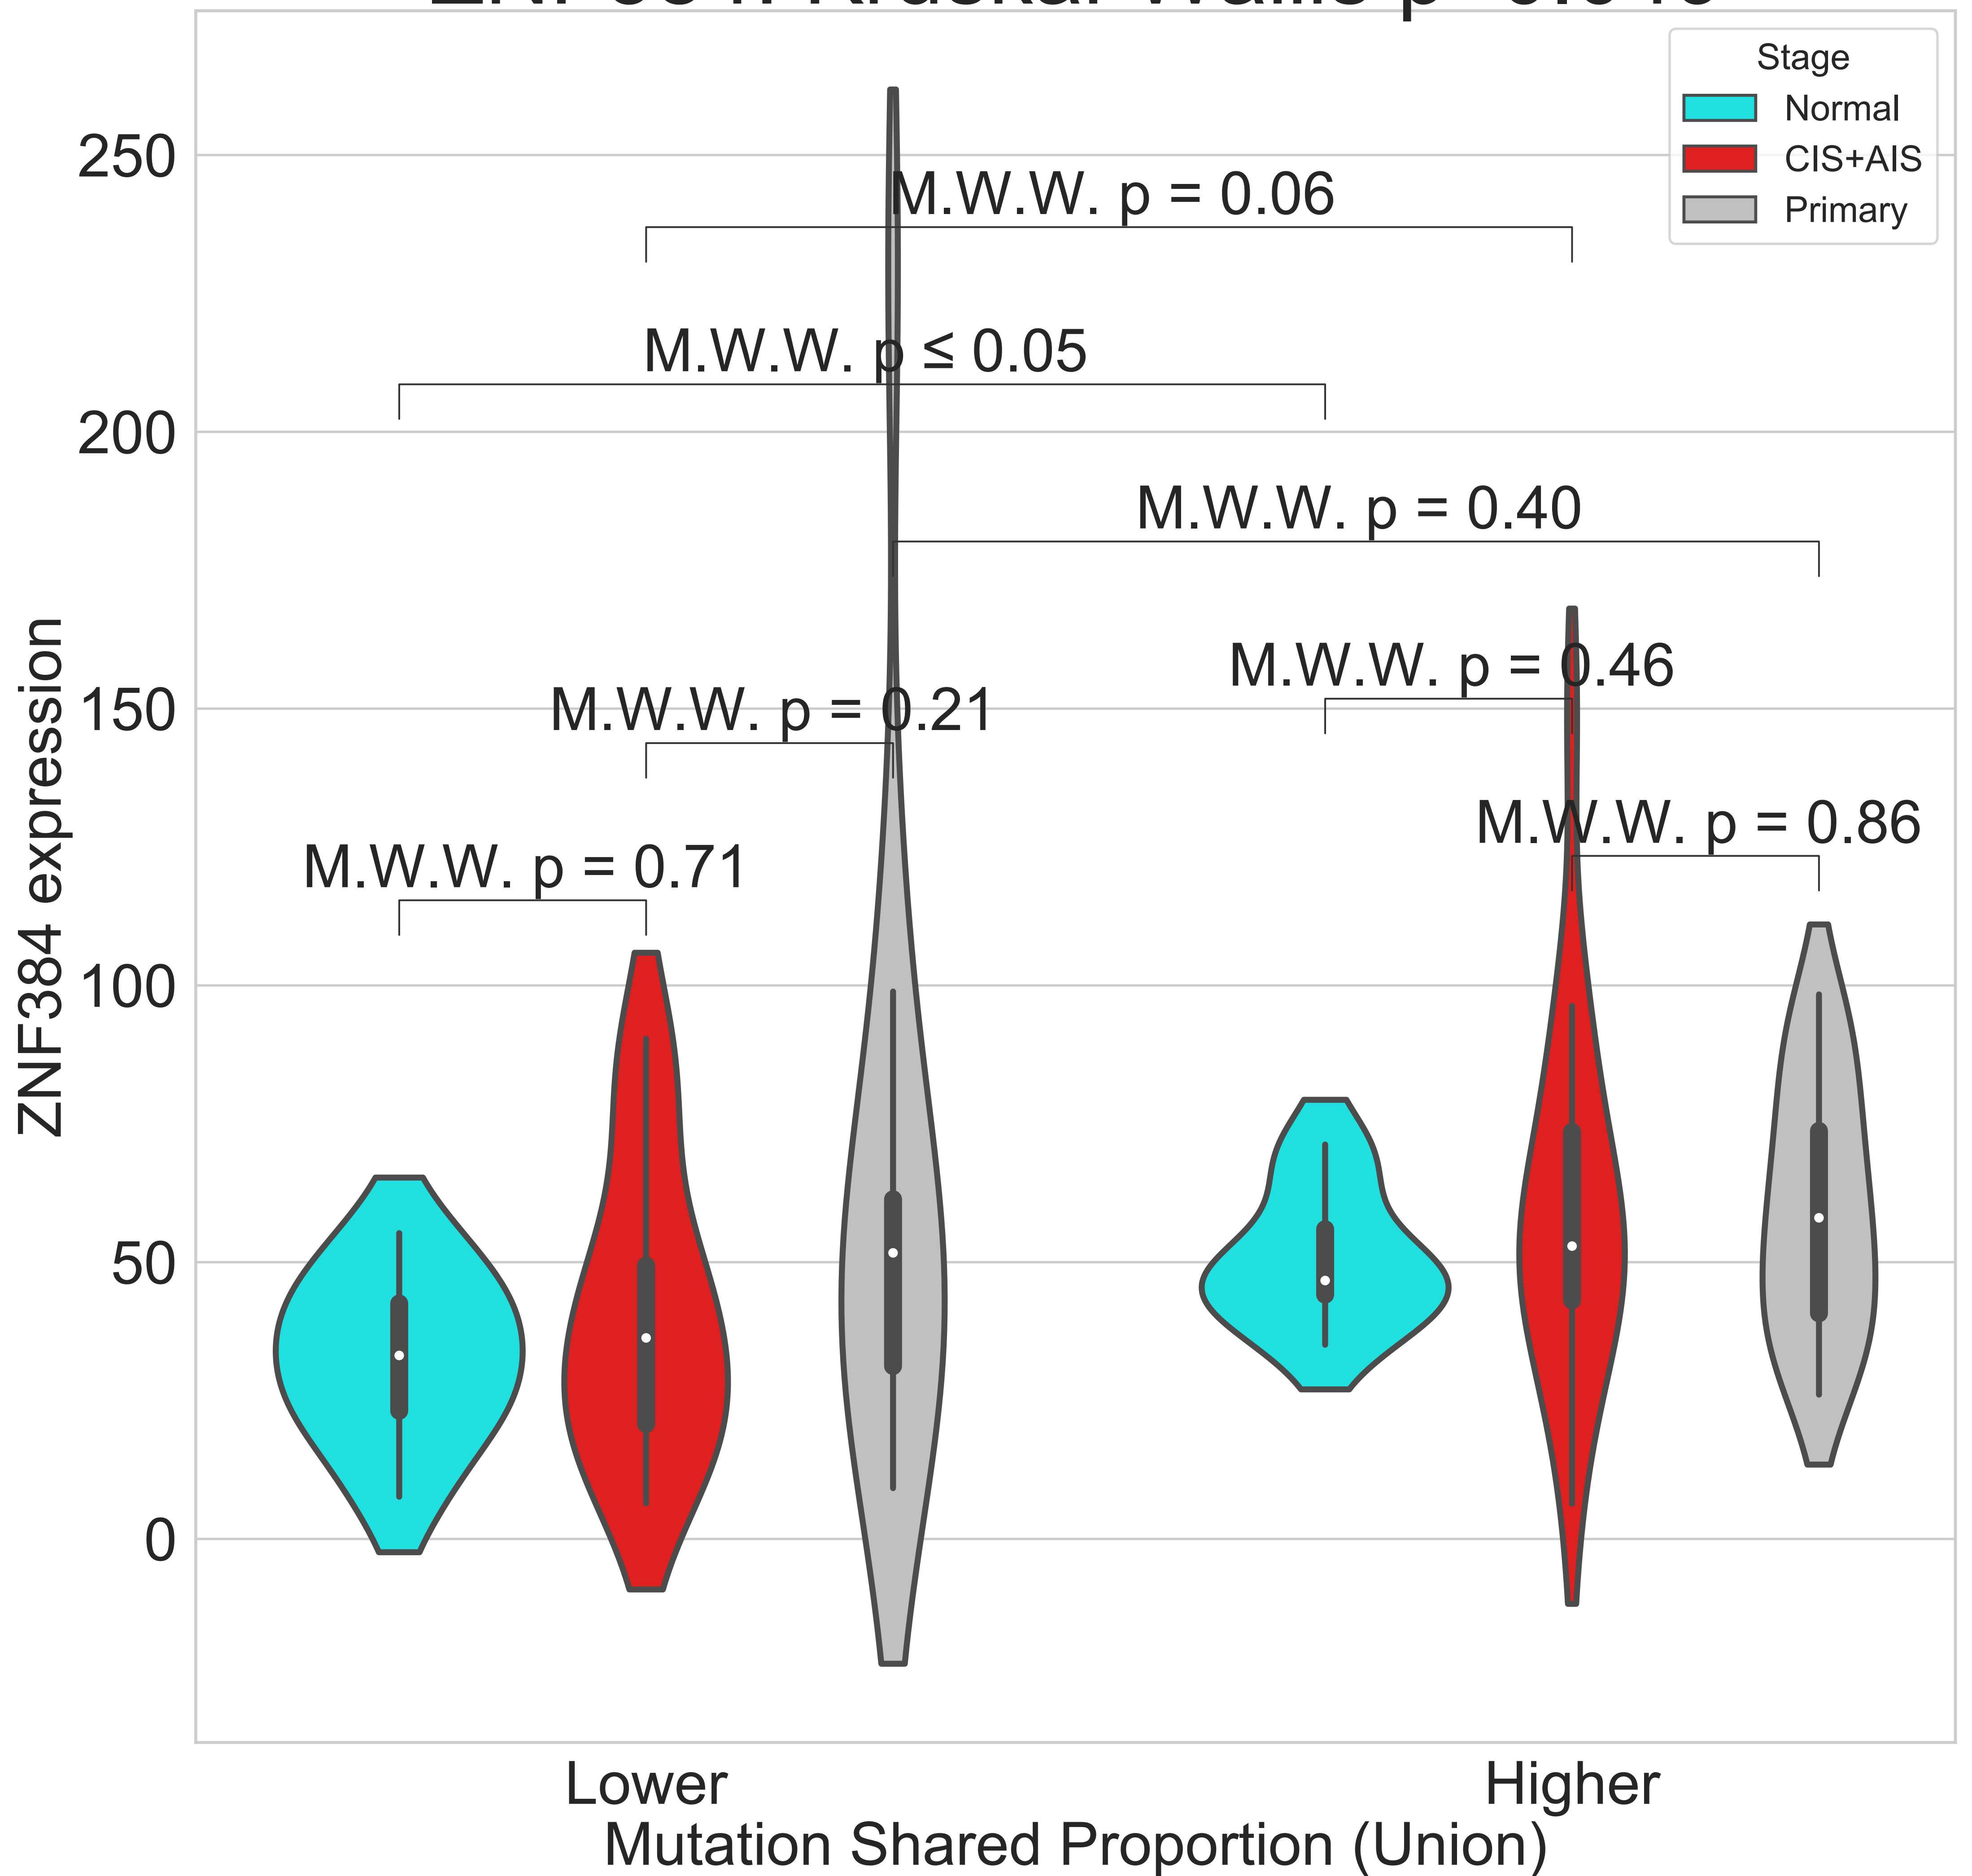 Stage
Normal
CIS+AIS
Primary
250
200
150
100
50
0
ZNF384 expression
M.W.W. p = 0.06
M.W.W. p ≤ 0.05
M.W.W. p = 0.40
M.W.W. p = 0.46
M.W.W. p = 0.21
M.W.W. p = 0.86
M.W.W. p = 0.71
Lower
Higher
Mutation Shared Proportion (Union)